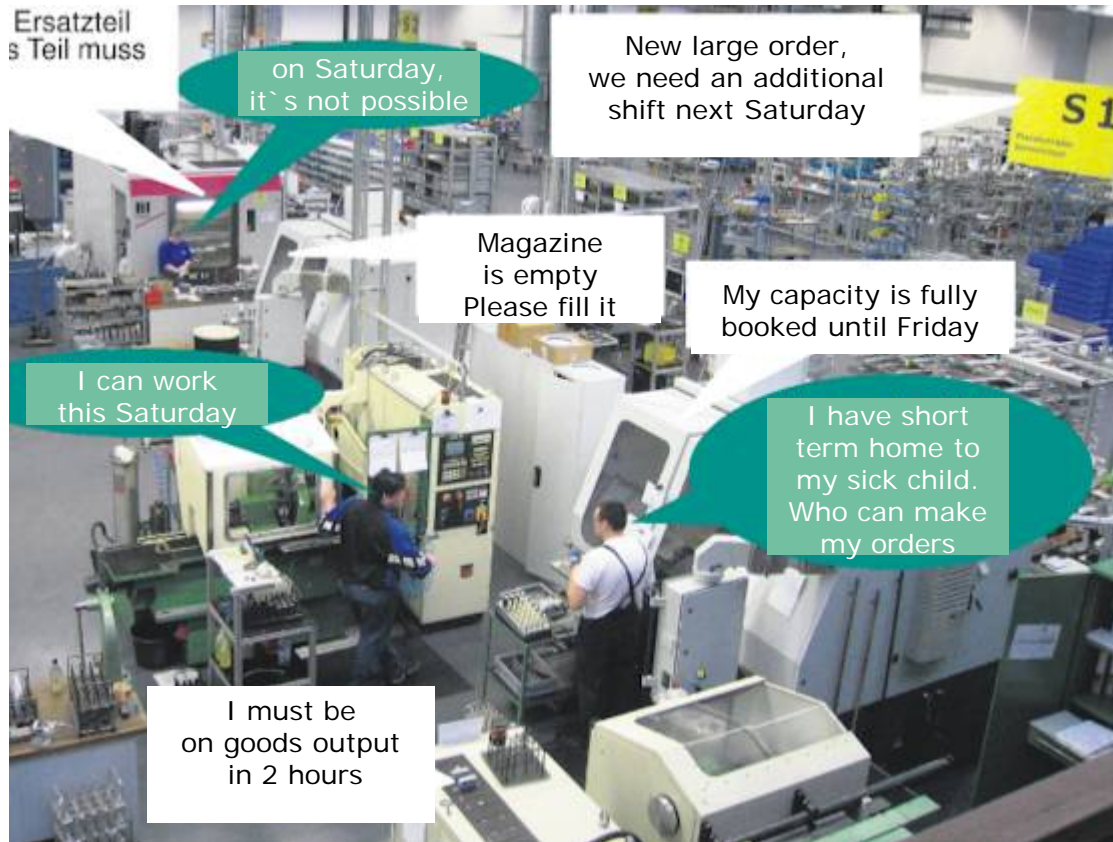 Ersatzteil
s Teil muss
on Saturday,
it`s not possible
New large order,
we need an additional
shift next Saturday
S 2
S 1
Magazine
is empty
Please fill it
My capacity is fully
booked until Friday
I can work
this Saturday
I have short
term home to
my sick child.
Who can make
my orders
I must be
on goods output
in 2 hours